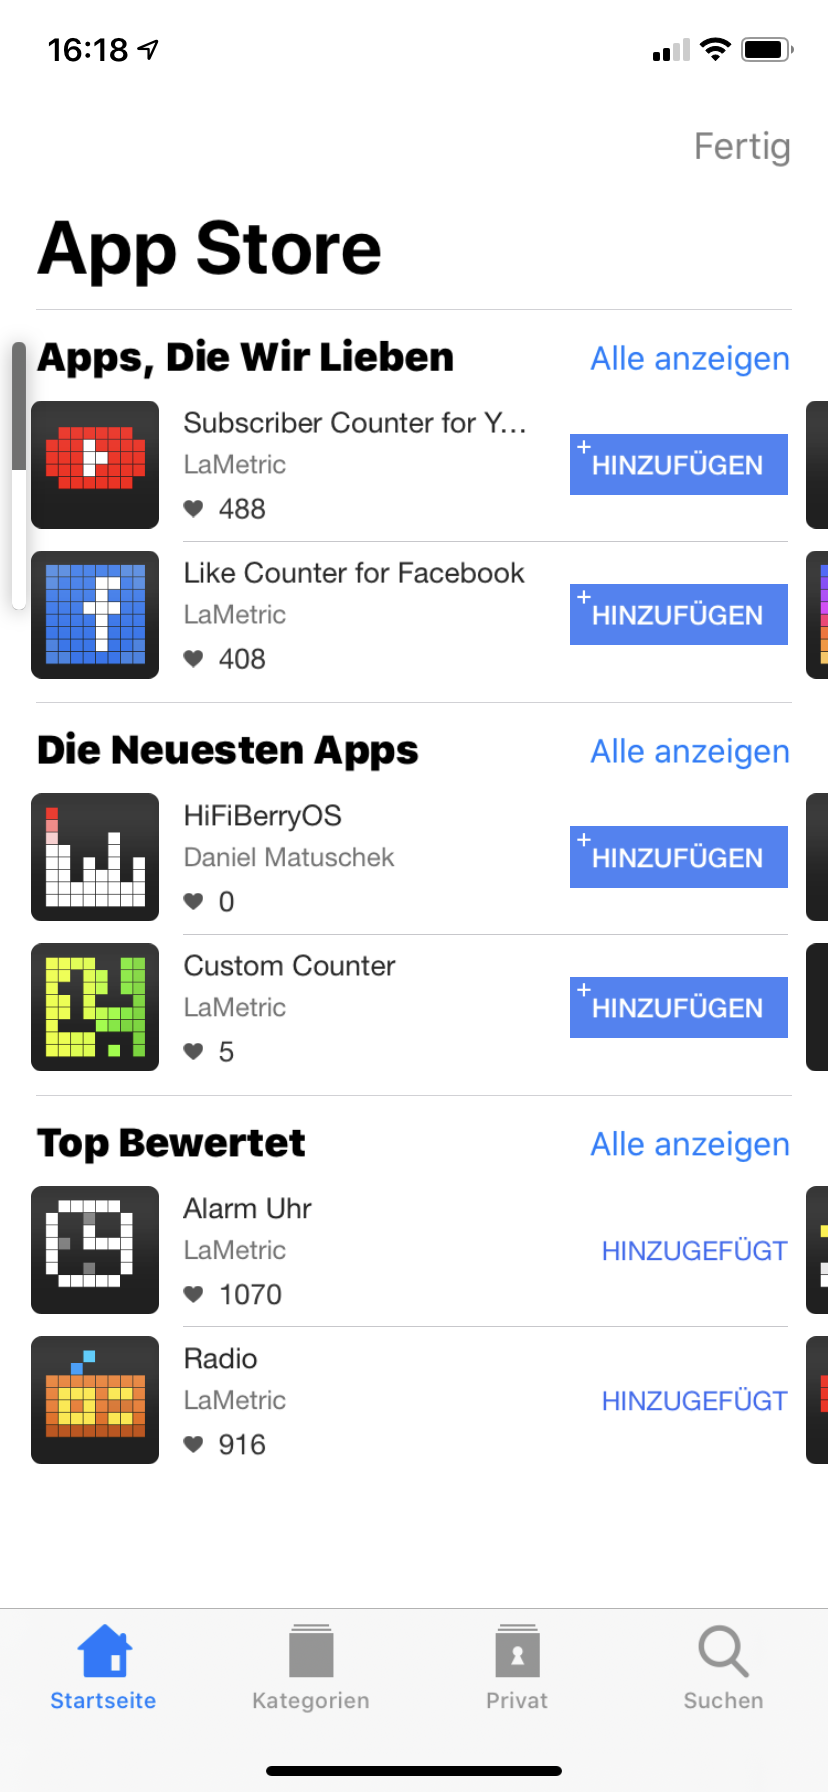 16:18
Fertig
App Store
Apps, Die Wir Lieben
Alle anzeigen
Subscriber Counter for Y...
LaMetric
488
+HINZUFÜGEN
Like Counter for Facebook
LaMetric
408
+HINZUFÜGEN
Die Neuesten Apps
Alle anzeigen
HiFiBerryOS
Daniel Matuschek
0
+HINZUFÜGEN
Custom Counter
LaMetric
5
+HINZUFÜGEN
Top Bewertet
Alle anzeigen
Alarm Uhr
LaMetric
1070
HINZUGEFÜGT
Radio
LaMetric
916
HINZUGEFÜGT
Startseite
Kategorien
Privat
Suchen